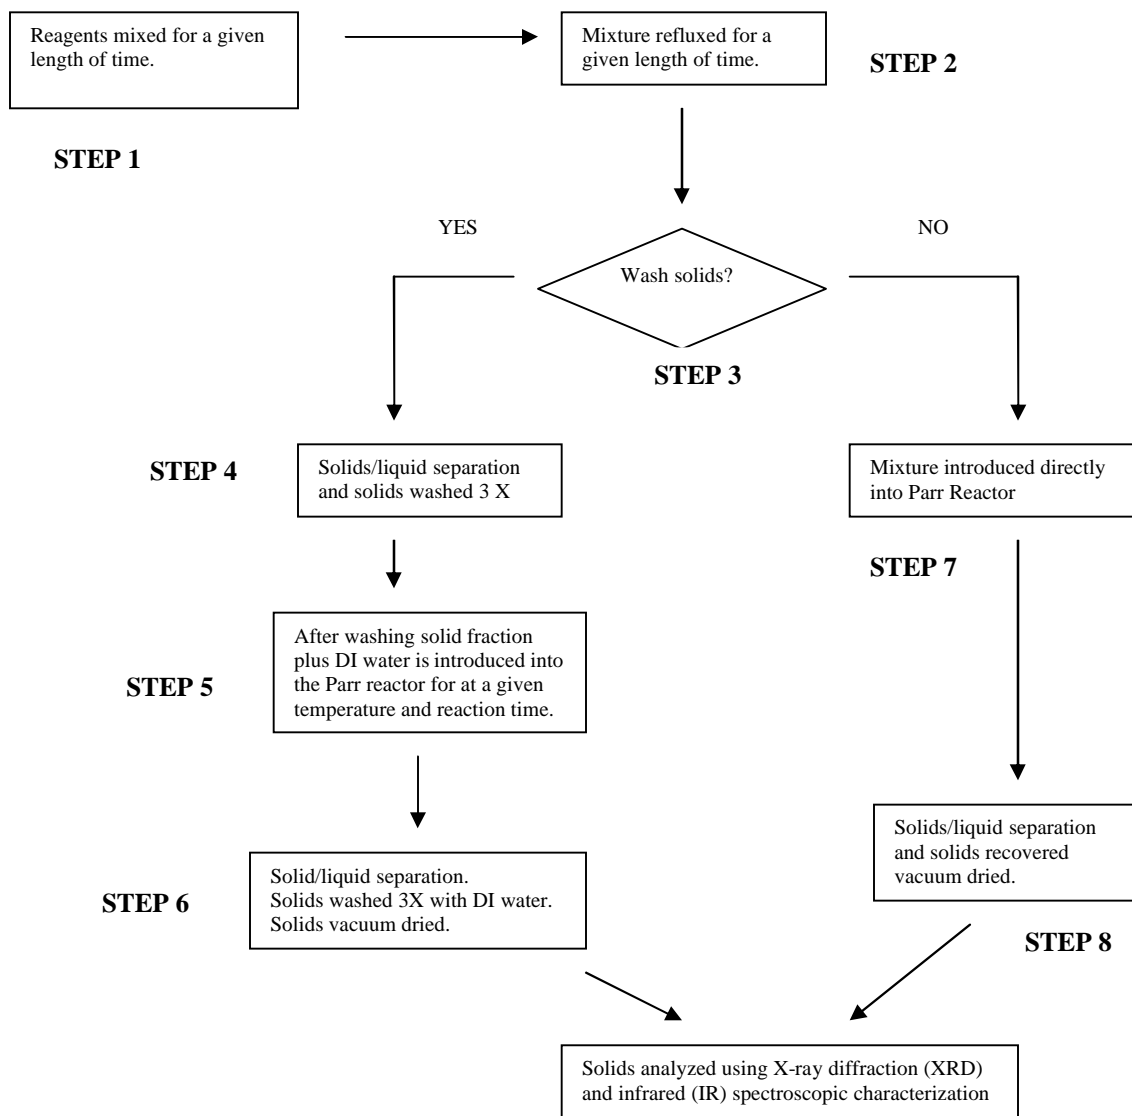 Reagents mixed for a given
length of time.
STEP 1
Mixture refluxed for a
given length of time.
STEP 2
YES
NO
Wash solids?
STEP 3
STEP 4
Solids/liquid separation
and solids washed 3 X
Mixture introduced directly
into Parr Reactor
STEP 7
STEP 5
After washing solid fraction
plus DI water is introduced into
the Parr reactor for at a given
temperature and reaction time.
STEP 6
Solid/liquid separation.
Solids washed 3X with DI water.
Solids vacuum dried.
Solids/liquid separation
and solids recovered
vacuum dried.
STEP 8
Solids analyzed using X-ray diffraction (XRD)
and infrared (IR) spectroscopic characterization